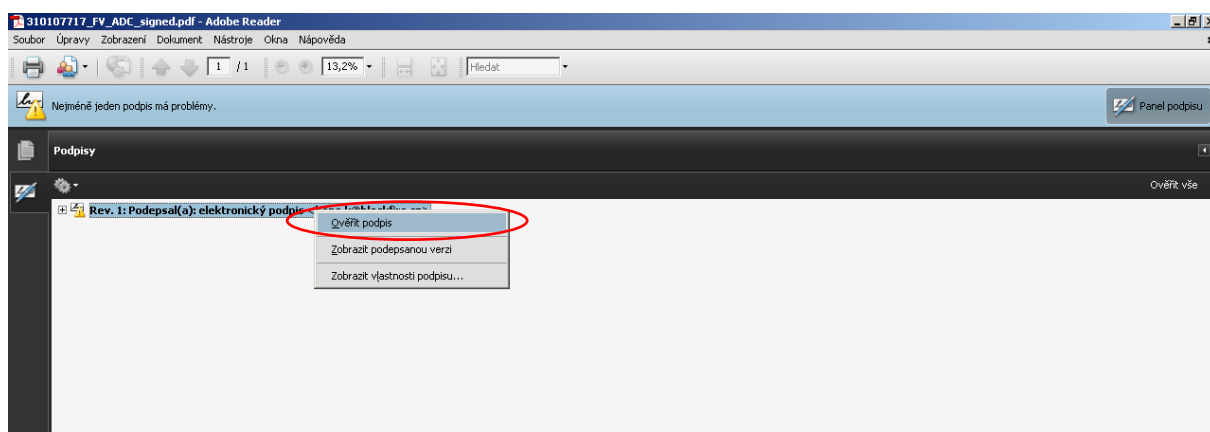 310107717_FV_ADC_signed.pdf - Adobe Reader
Soubor Úpravy Zobrazení Dokument Nástroje Okna Nápověda
1 / 1 13,2% Hledat
Nejméně jeden podpis má problémy. Panel podpisu
Podpisy
Ověřit vše
Rev. 1: Podepsal(a): elektronický podpis
Ověřit podpis
Zobrazit podepsanou verzi
Zobrazit vlastnosti podpisu...